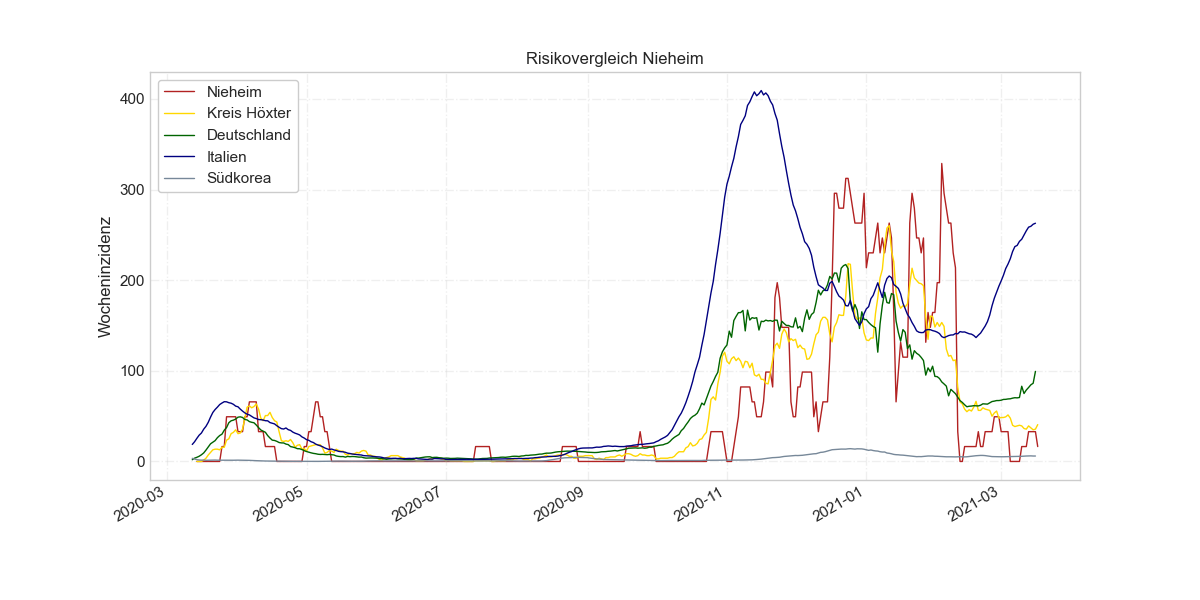 Risikovergleich Nieheim
Nieheim
Kreis Höxter
Deutschland
Italien
Südkorea
Wocheninzidenz
400
300
200
100
0
2020-03
2020-05
2020-07
2020-09
2020-11
2021-01
2021-03